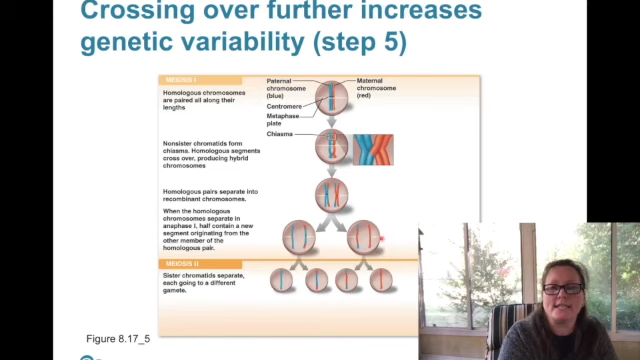 Crossing over further increases
genetic variability (step 5)
MEIOSIS I
Homologous chromosomes
are paired all along their
lengths
Paternal
chromosome
(blue)
Maternal
chromosome
(red)
Centromere
Metaphase
plate
Chiasma
Nonsister chromatids form
chiasma. Homologous segments
cross over, producing hybrid
chromosomes
Homologous pairs separate into
recombinant chromosomes.
When the homologous
chromosomes separate in
anaphase I, half contain a new
segment originating from the
other member of the
homologous pair.
MEIOSIS II
Sister chromatids separate,
each going to a different
gamete.
Figure 8.17_5